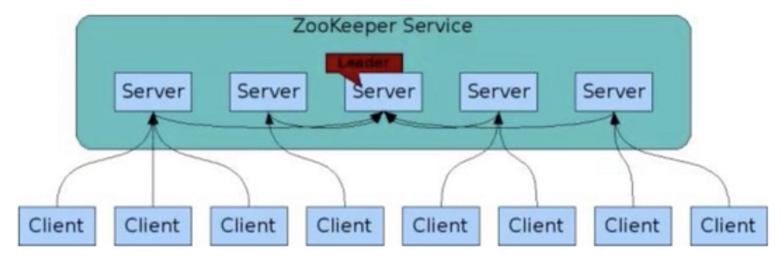 ZooKeeper Service
Leader
Server Server Server Server Server
Client Client Client Client Client Client Client Client